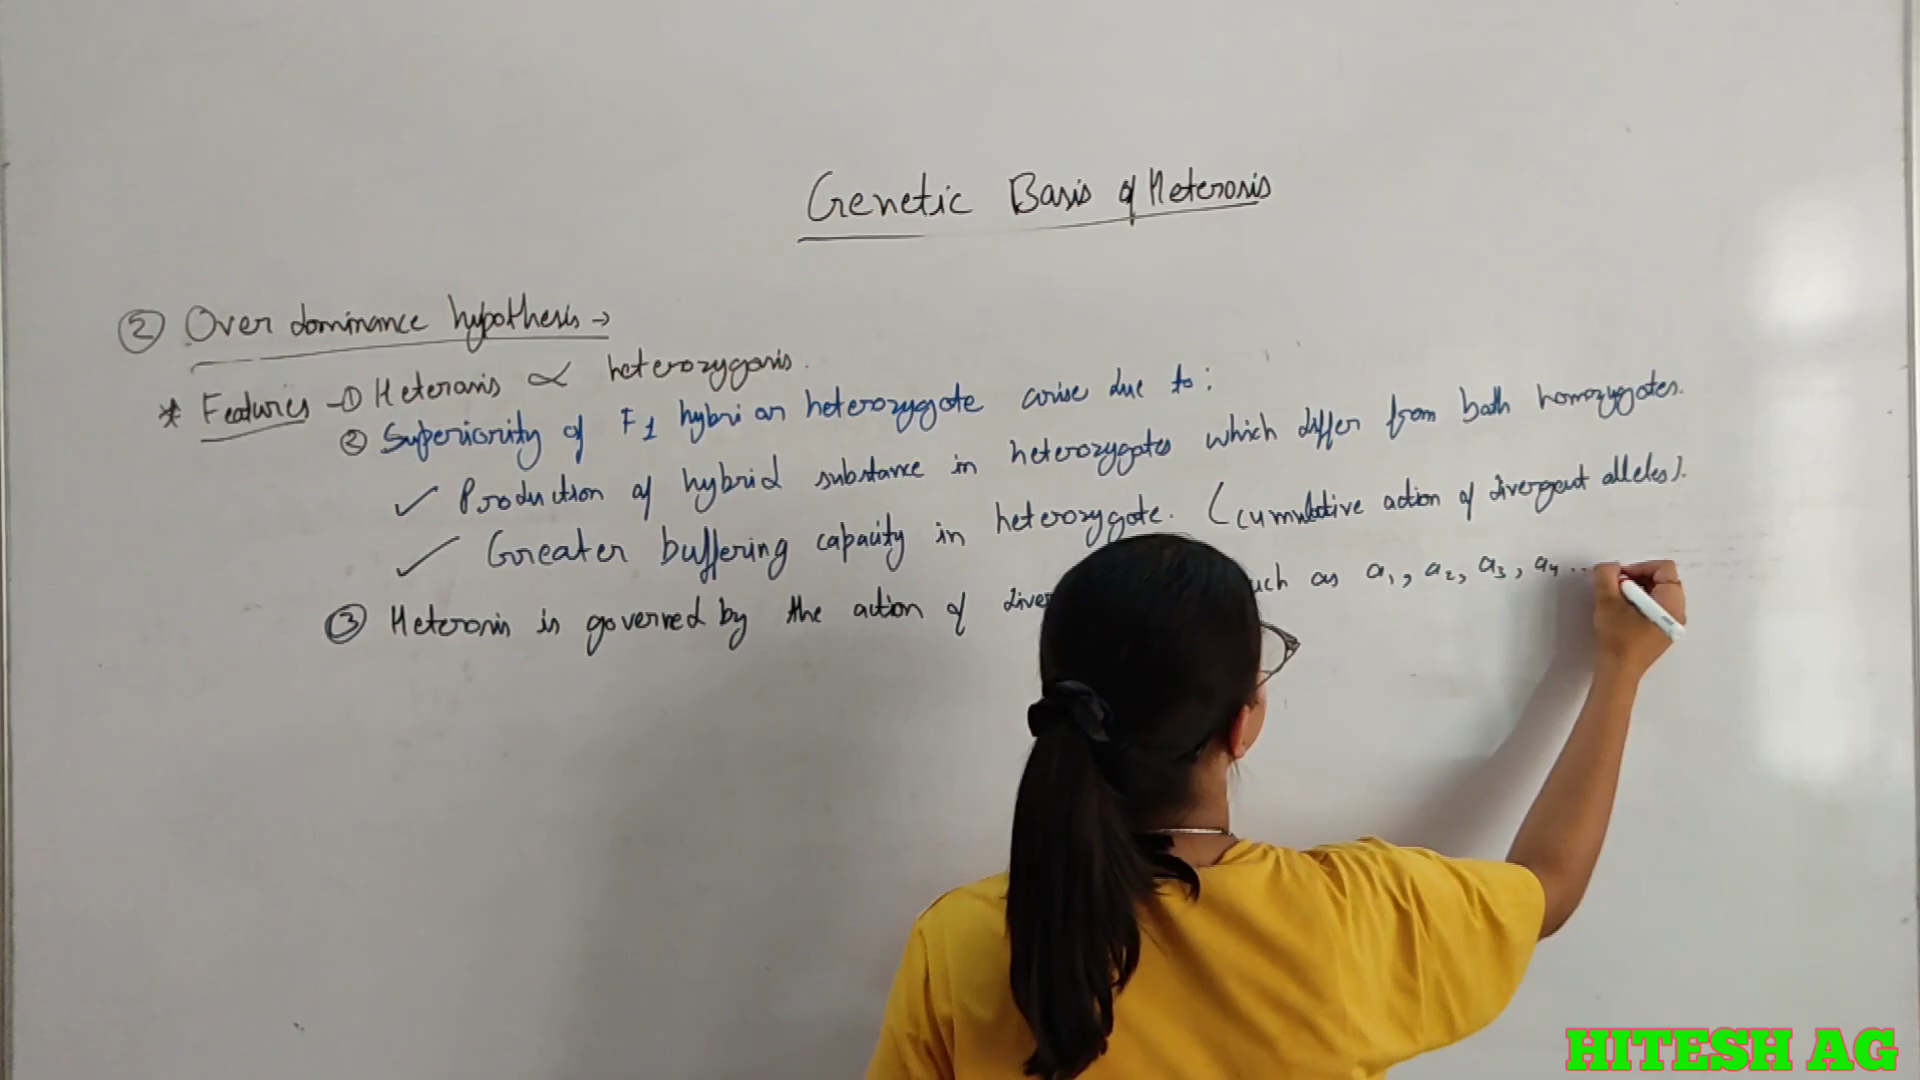 Genetic Basis of Heterosis
② Over dominance hypothesis →
* Features - ① Heterosis ∝ heterozygosis.
② Superiority of F1 hybri or heterozygote arise due to:
✓ Production of hybrid substance in heterozygotes which differ from both homozygotes.
✓ Greater buffering capacity in heterozygote. (cumulative action of divergent alleles).
③ Heterosis is governed by the action of such as a1, a2, a3, a4 ...
HITESH AG